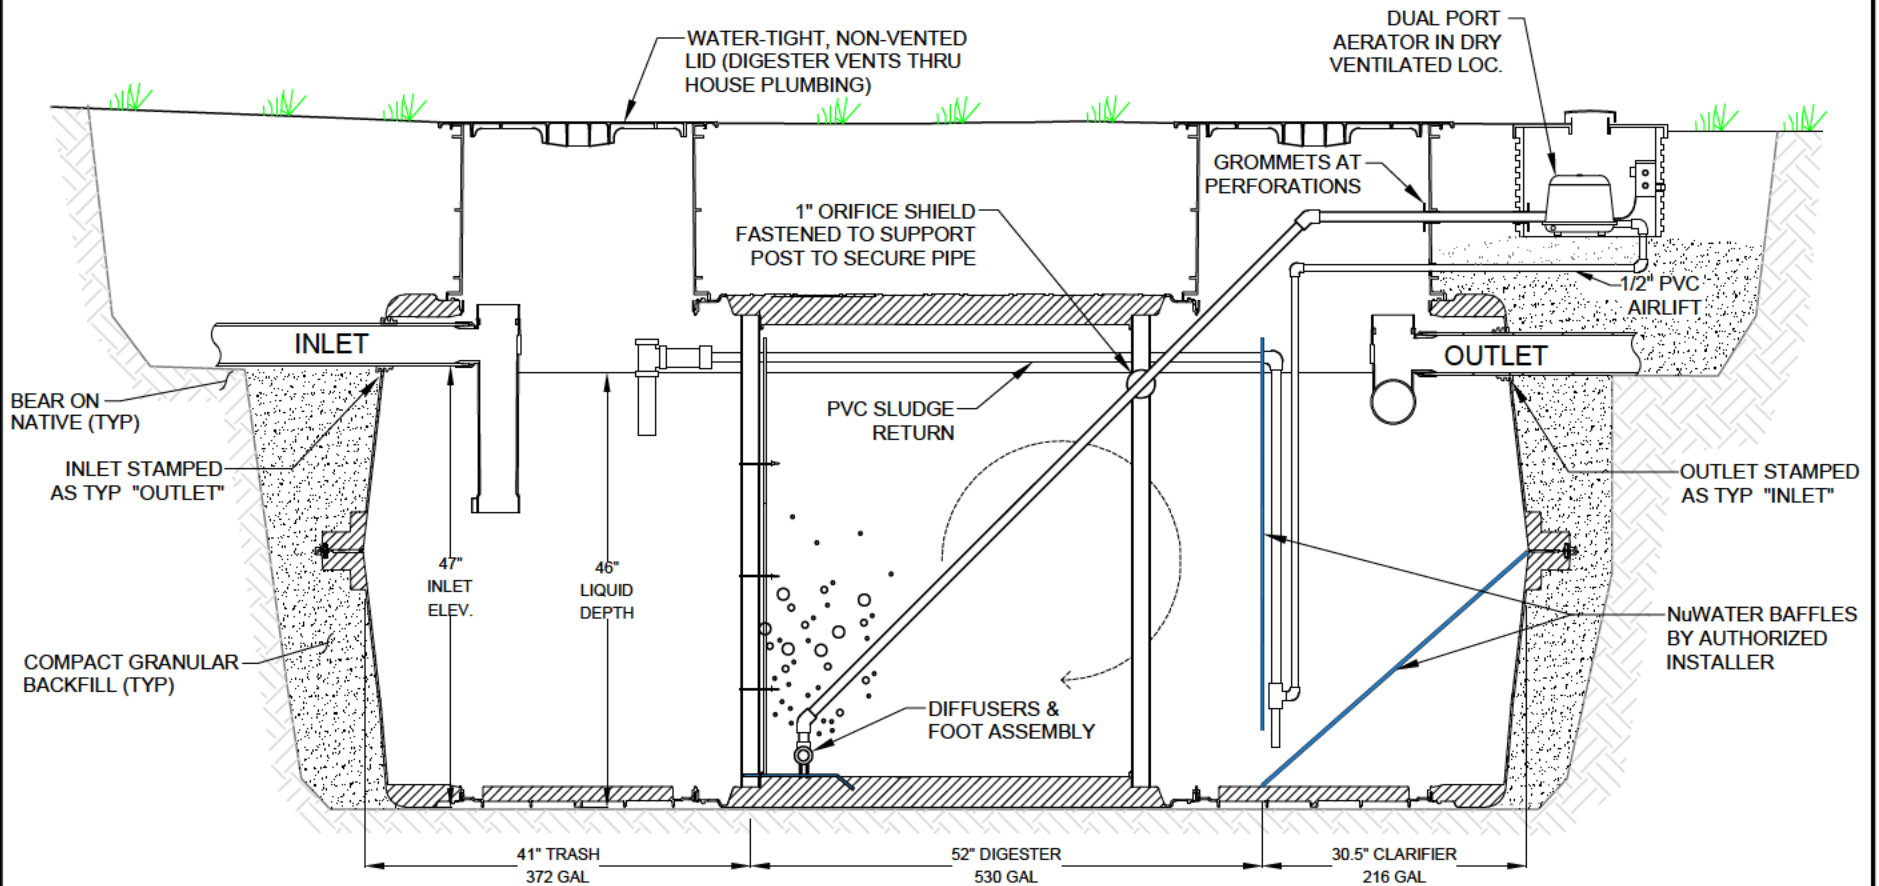 WATER-TIGHT, NON-VENTED
LID (DIGESTER VENTS THRU
HOUSE PLUMBING)
DUAL PORT
AERATOR IN DRY
VENTILATED LOC.
GROMMETS AT
PERFORATIONS
1" ORIFICE SHIELD
FASTENED TO SUPPORT
POST TO SECURE PIPE
1/2" PVC
AIRLIFT
INLET
OUTLET
BEAR ON
NATIVE (TYP)
PVC SLUDGE
RETURN
INLET STAMPED
AS TYP "OUTLET"
OUTLET STAMPED
AS TYP "INLET"
47"
INLET
ELEV.
46"
LIQUID
DEPTH
NuWATER BAFFLES
BY AUTHORIZED
INSTALLER
COMPACT GRANULAR
BACKFILL (TYP)
DIFFUSERS &
FOOT ASSEMBLY
41" TRASH
372 GAL
52" DIGESTER
530 GAL
30.5" CLARIFIER
216 GAL